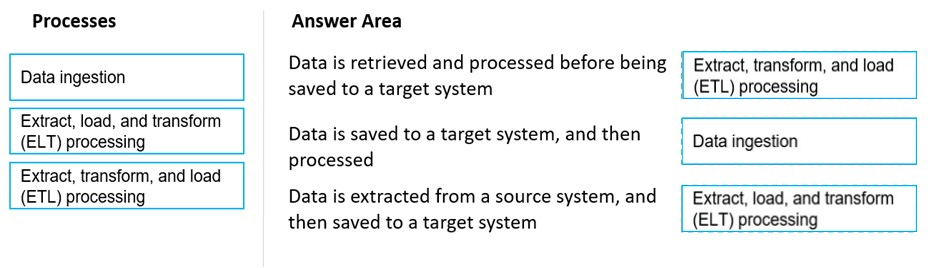 Processes
Answer Area
Data ingestion
Extract, load, and transform
(ELT) processing
Extract, transform, and load
(ETL) processing
Data is retrieved and processed before being
saved to a target system
Extract, transform, and load
(ETL) processing
Data is saved to a target system, and then
processed
Data ingestion
Data is extracted from a source system, and
then saved to a target system
Extract, load, and transform
(ELT) processing